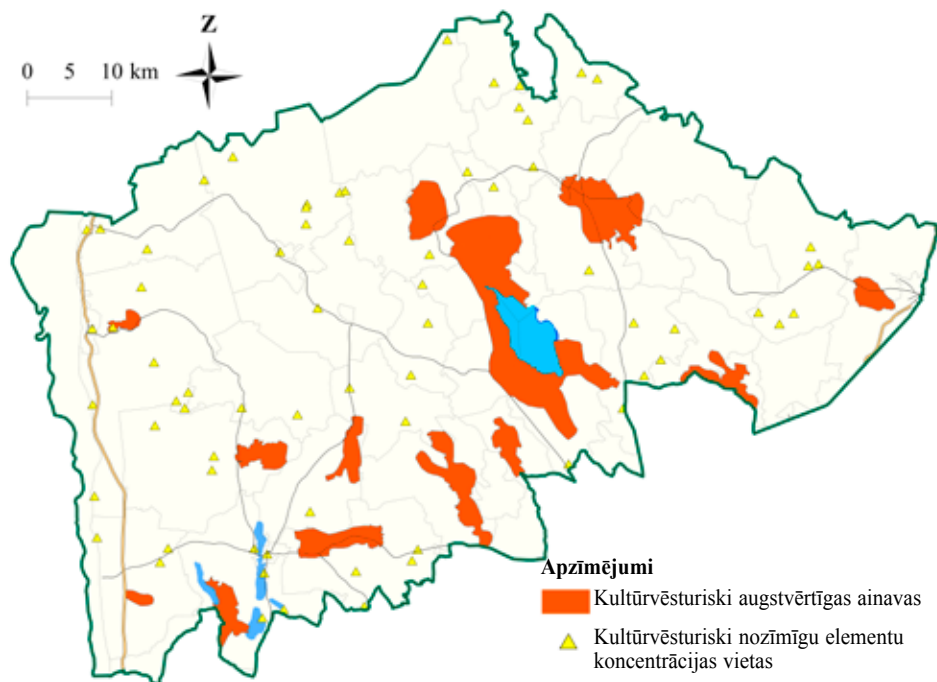 Z
0 5 10 km
Apzīmējumi
Kultūrvēsturiski augstvērtīgas ainavas
Kultūrvēsturiski nozīmīgu elementu
koncentrācijas vietas